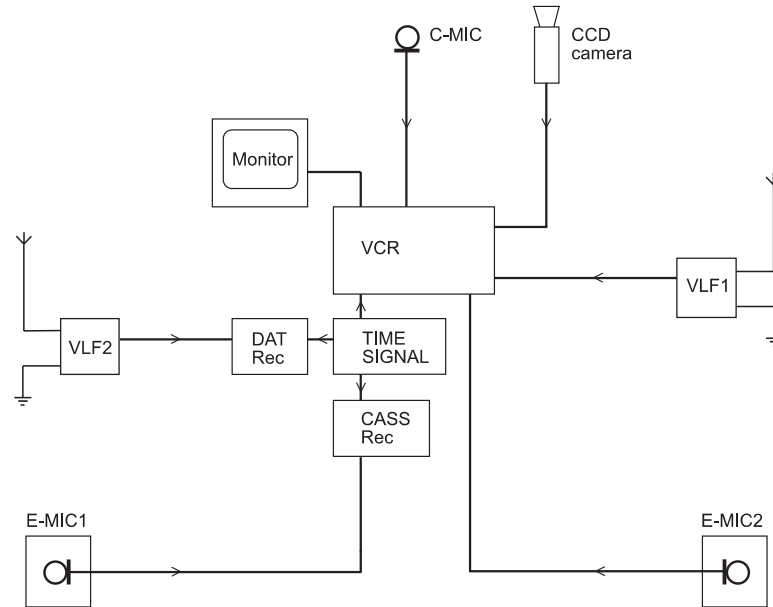 C-MIC
CCD
camera
Monitor
VCR
VLF1
VLF2
DAT
Rec
TIME
SIGNAL
CASS
Rec
E-MIC1
E-MIC2